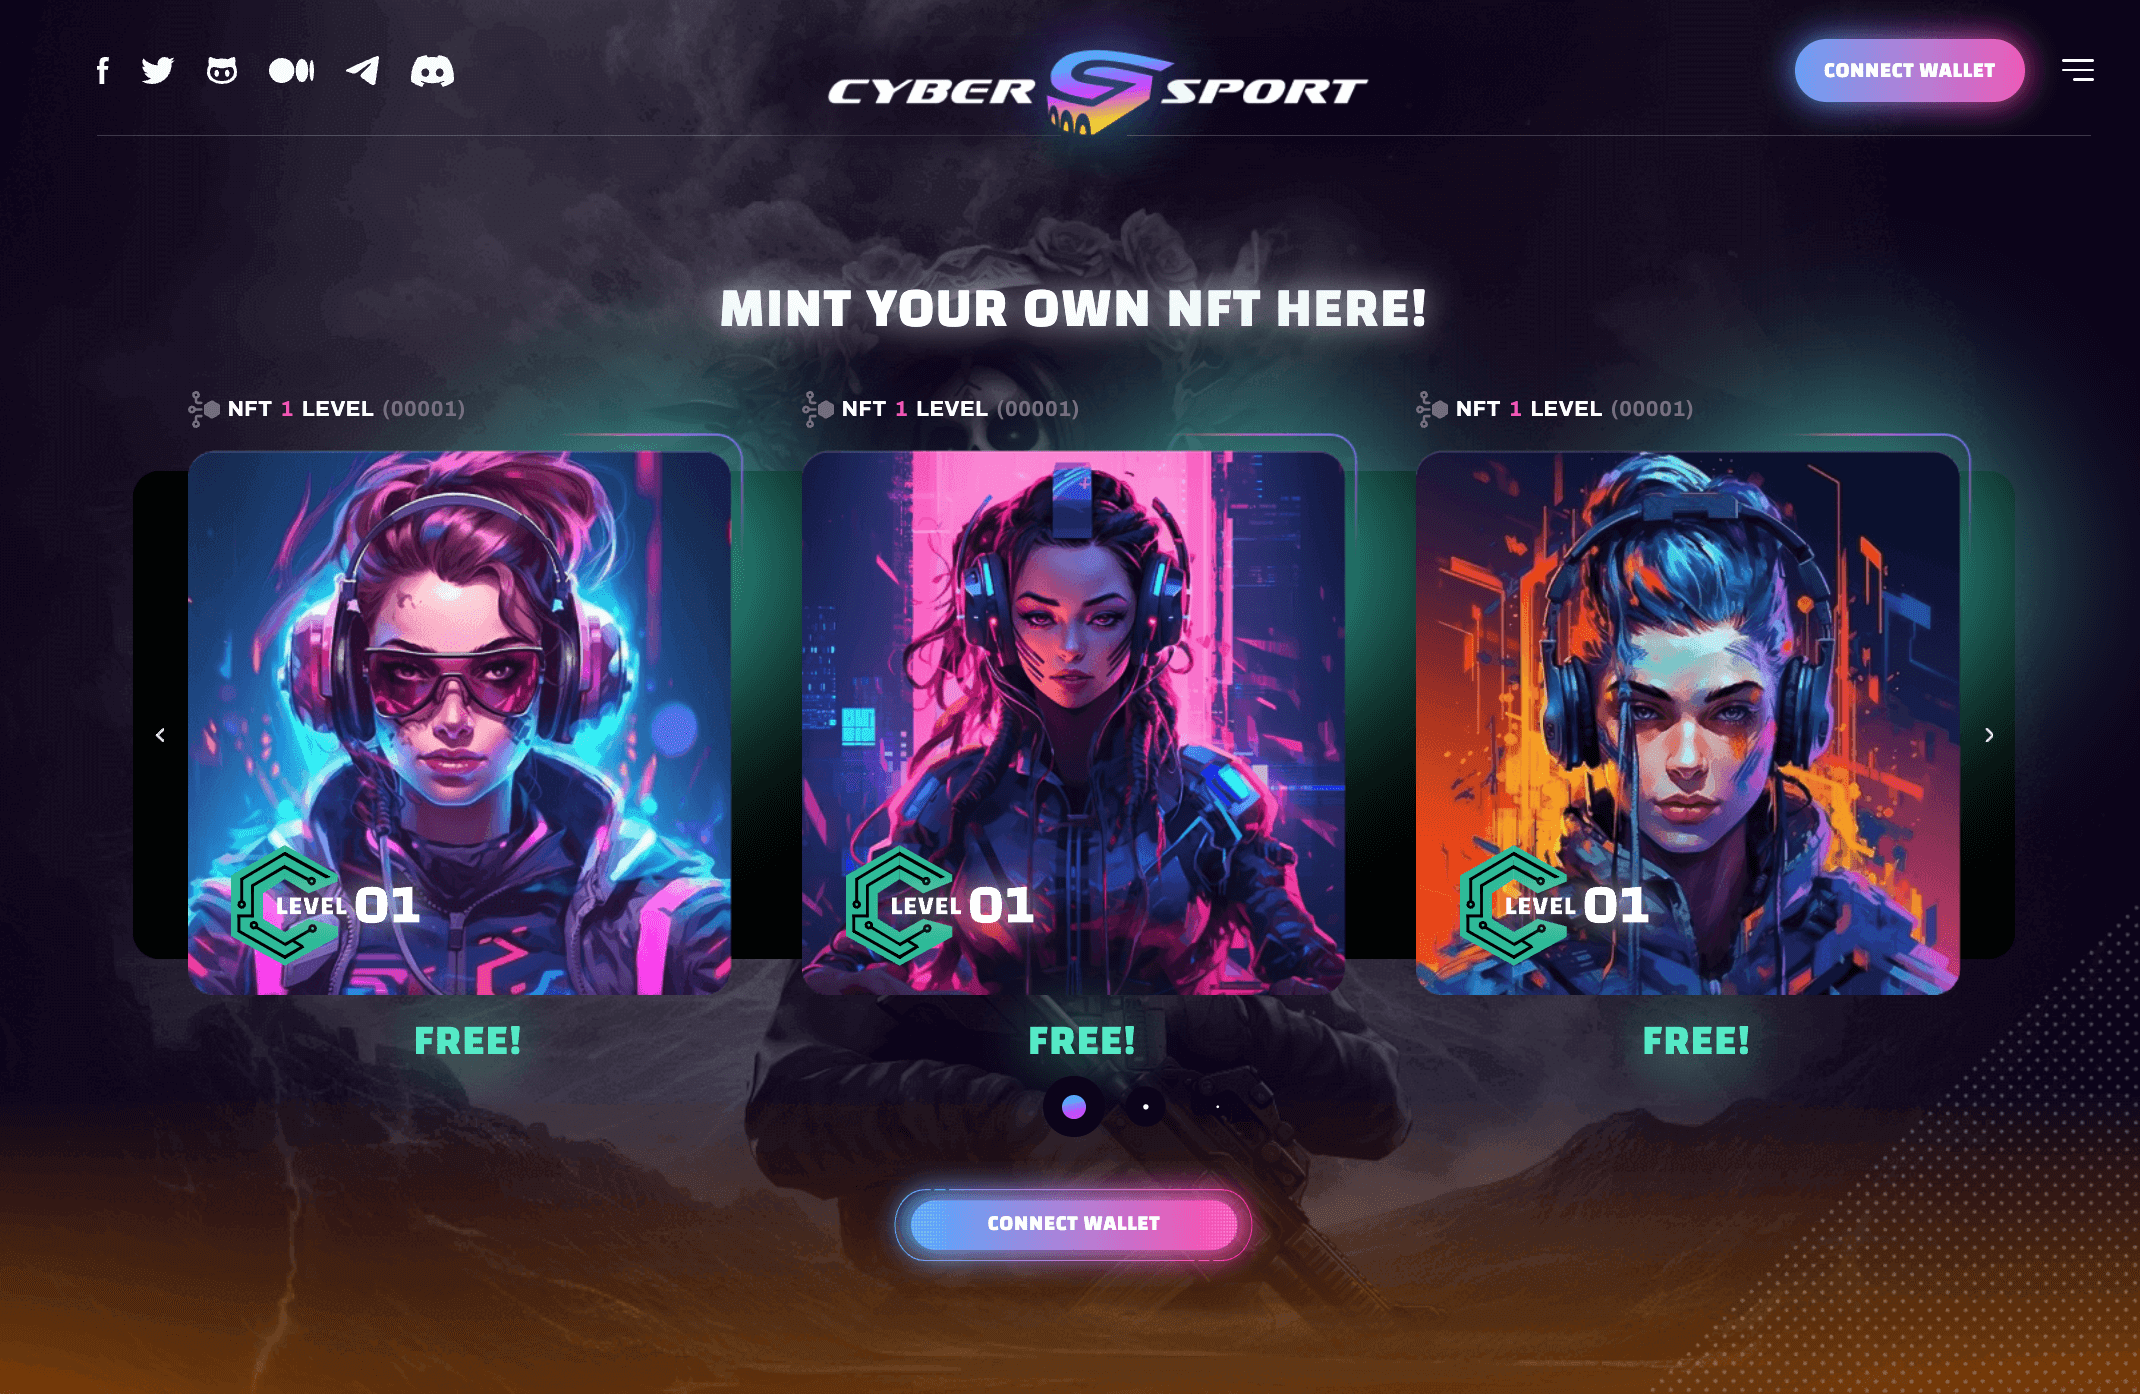 CYBER SPORT
CONNECT WALLET
MINT YOUR OWN NFT HERE!
NFT 1 LEVEL (00001)
NFT 1 LEVEL (00001)
NFT 1 LEVEL (00001)
LEVEL 01
LEVEL 01
LEVEL 01
FREE!
FREE!
FREE!
CONNECT WALLET